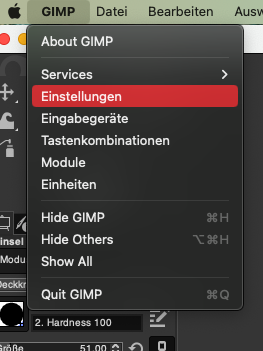 GIMP Datei Bearbeiten Ausw
About GIMP
Services
Einstellungen
Eingabegeräte
Tastenkombinationen
Module
Einheiten
Hide GIMP ⌘H
Hide Others ⌥⌘H
Show All
Quit GIMP ⌘Q
insel
Modu
Deckkr
2. Hardness 100
Größe 51,00